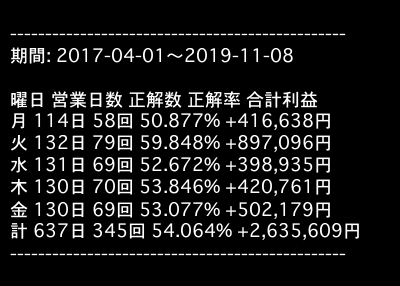 ------------------------------------------------
期間: 2017-04-01〜2019-11-08
曜日 営業日数 正解数 正解率 合計利益
月 114日 58回 50.877% +416,638円
火 132日 79回 59.848% +897,096円
水 131日 69回 52.672% +398,935円
木 130日 70回 53.846% +420,761円
金 130日 69回 53.077% +502,179円
計 637日 345回 54.064% +2,635,609円
------------------------------------------------